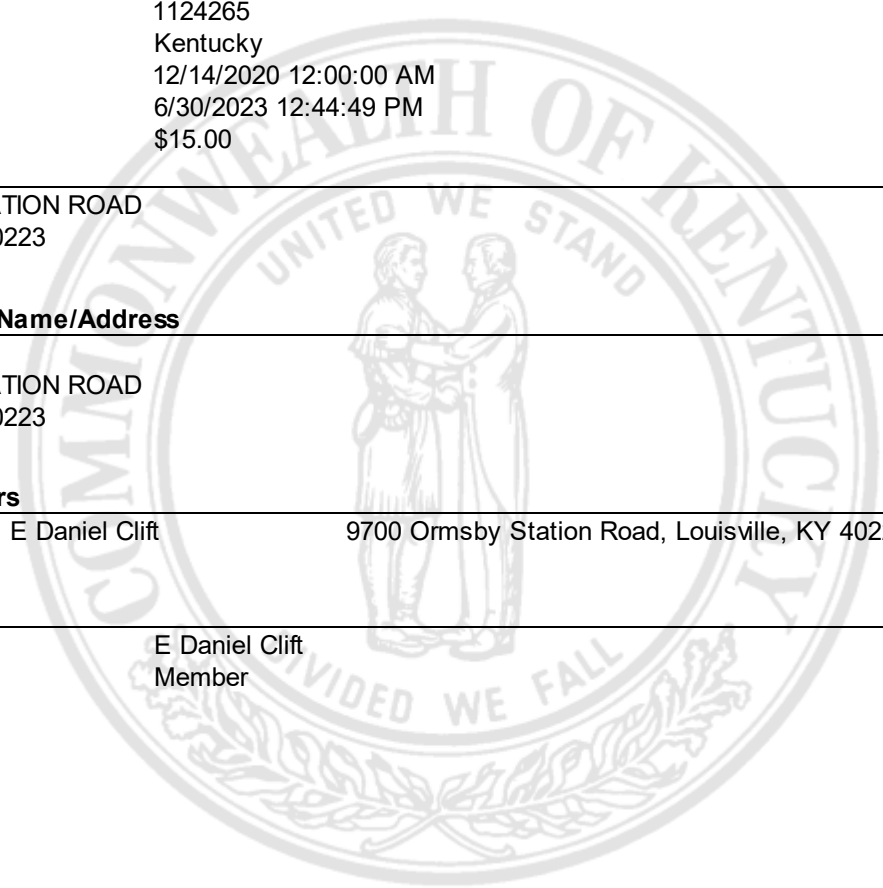 1124265
Kentucky
12/14/2020 12:00:00 AM
6/30/2023 12:44:49 PM
$15.00
TION ROAD
0223
Name/Address
TION ROAD
0223
rs
E Daniel Clift 9700 Ormsby Station Road, Louisville, KY 402
E Daniel Clift
Member
COMMONWEALTH OF KENTUCKY
UNITED WE STAND
DIVIDED WE FALL